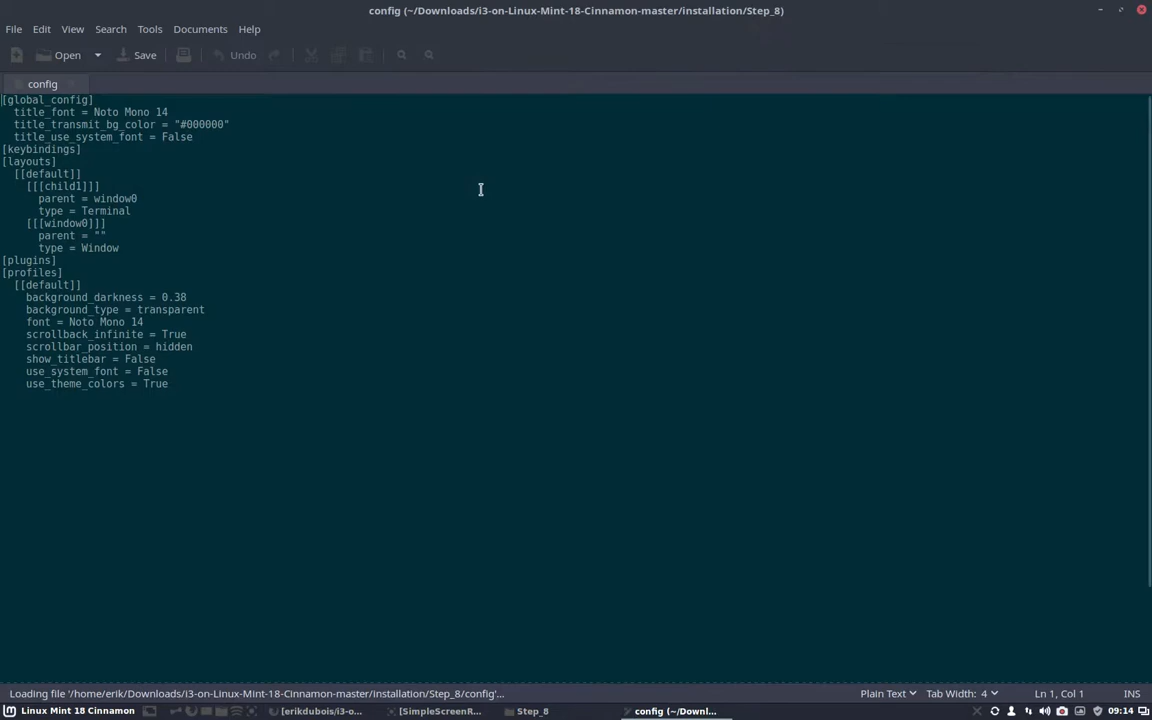 config (~/Downloads/i3-on-Linux-Mint-18-Cinnamon-master/installation/Step_8)
File Edit View Search Tools Documents Help
Open Save Undo
config
[global_config]
  title_font = Noto Mono 14
  title_transmit_bg_color = "#000000"
  title_use_system_font = False
[keybindings]
[layouts]
  [[default]]
    [[[child1]]]
      parent = window0
      type = Terminal
    [[[window0]]]
      parent = ""
      type = Window
[plugins]
[profiles]
  [[default]]
    background_darkness = 0.38
    background_type = transparent
    font = Noto Mono 14
    scrollback_infinite = True
    scrollbar_position = hidden
    show_titlebar = False
    use_system_font = False
    use_theme_colors = True
Loading file '/home/erik/Downloads/i3-on-Linux-Mint-18-Cinnamon-master/installation/Step_8/config'...
Plain Text Tab Width: 4 Ln 1, Col 1 INS
Linux Mint 18 Cinnamon [erikdubois/i3-o... [SimpleScreenR... Step_8 config (~/Downl... 09:14